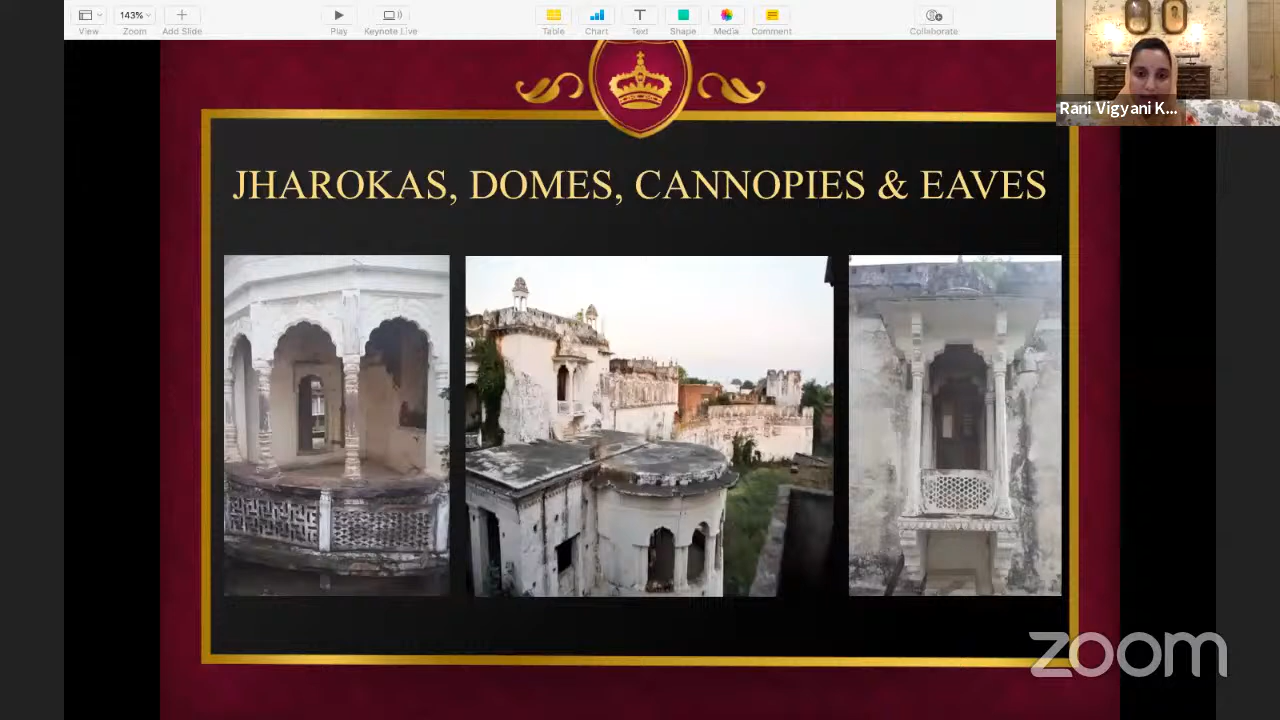 143%
View
Zoom
Add Slide
Play
Keynote Live
Table
Chart
Text
Shape
Media
Comment
Collaborate
Rani Vigyani K...
JHAROKAS, DOMES, CANNOPIES & EAVES
zoom